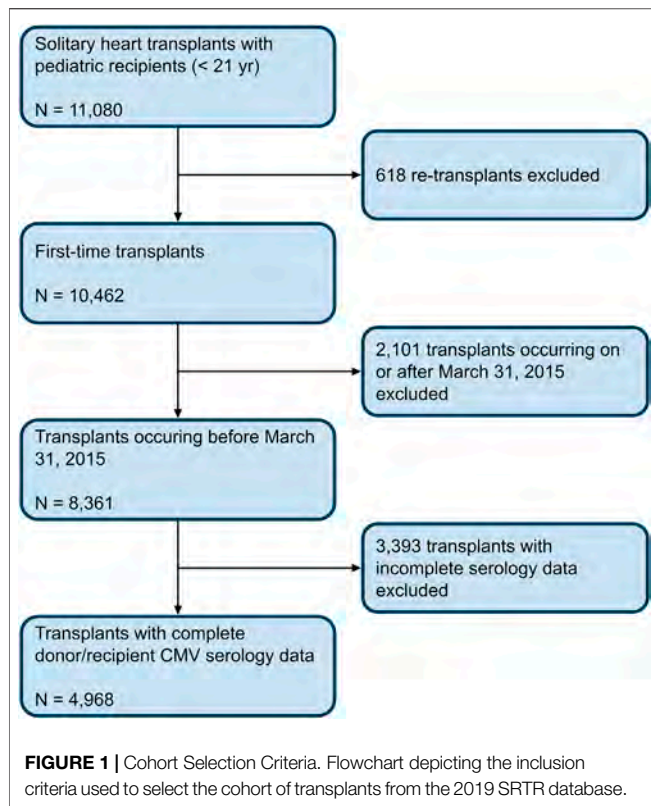 Solitary heart transplants with
pediatric recipients (< 21 yr)
N = 11,080
618 re-transplants excluded
First-time transplants
N = 10,462
2,101 transplants occurring on
or after March 31, 2015
excluded
Transplants occuring before March
31, 2015
N = 8,361
3,393 transplants with
incomplete serology data
excluded
Transplants with complete
donor/recipient CMV serology data
N = 4,968
FIGURE 1 | Cohort Selection Criteria. Flowchart depicting the inclusion
criteria used to select the cohort of transplants from the 2019 SRTR database.